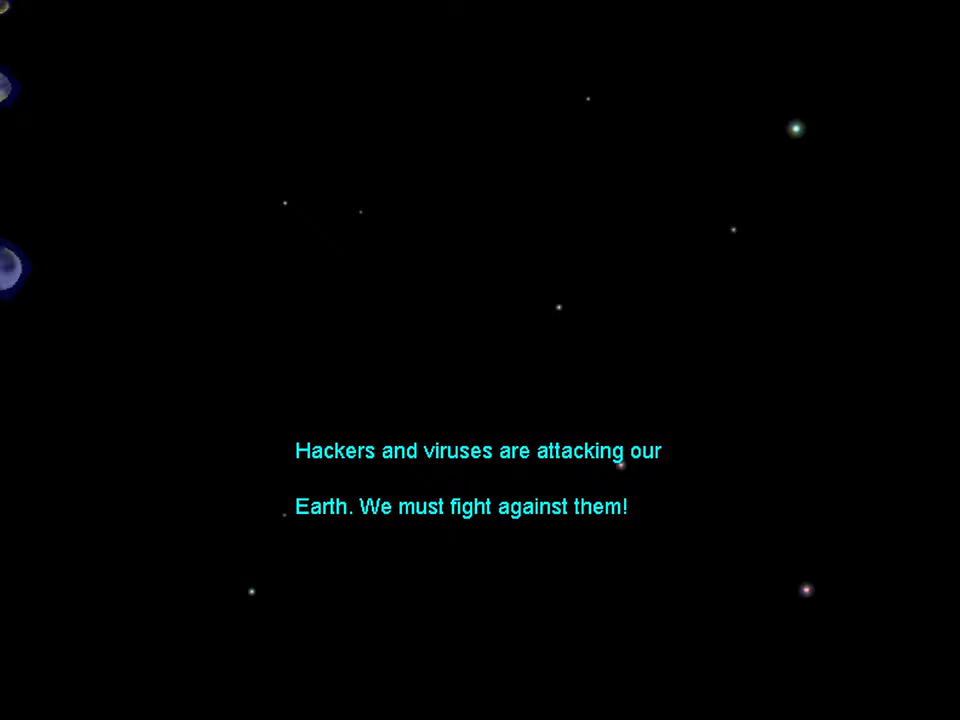 Hackers and viruses are attacking our
Earth. We must fight against them!